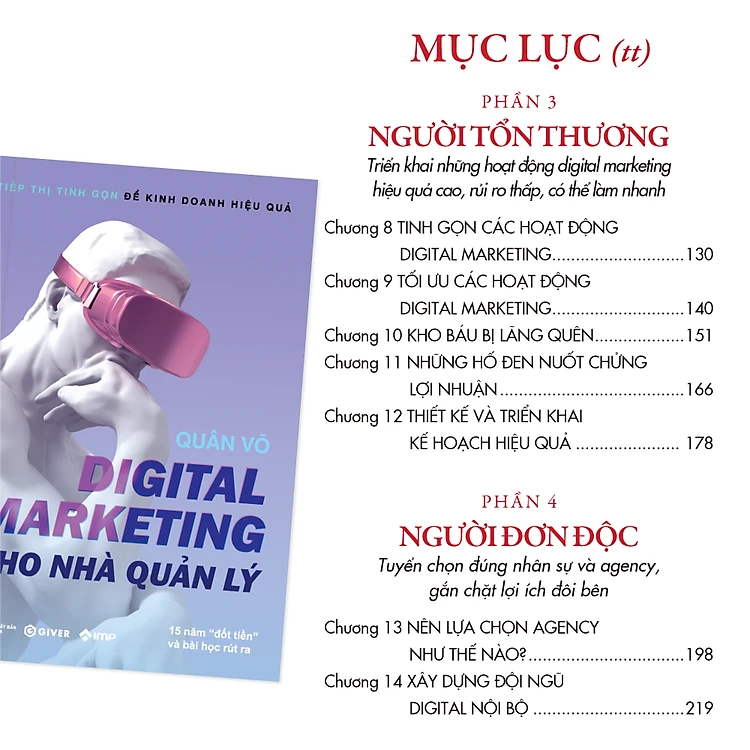 MỤC LỤC (tt)
PHẦN 3
NGƯỜI TỔN THƯƠNG
Triển khai những hoạt động digital marketing
hiệu quả cao, rủi ro thấp, có thể làm nhanh
Chương 8 TINH GỌN CÁC HOẠT ĐỘNG
DIGITAL MARKETING............................130
Chương 9 TỐI ƯU CÁC HOẠT ĐỘNG
DIGITAL MARKETING............................140
Chương 10 KHO BÁU BỊ LÃNG QUÊN...................151
Chương 11 NHỮNG HỐ ĐEN NUỐT CHỬNG
LỢI NHUẬN.......................................166
Chương 12 THIẾT KẾ VÀ TRIỂN KHAI
KẾ HOẠCH HIỆU QUẢ ...................... 178
PHẦN 4
NGƯỜI ĐƠN ĐỘC
Tuyển chọn đúng nhân sự và agency,
gắn chặt lợi ích đôi bên
Chương 13 NÊN LỰA CHỌN AGENCY
NHƯ THẾ NÀO?.................................198
Chương 14 XÂY DỰNG ĐỘI NGŨ
DIGITAL NỘI BỘ ................................219
TIẾP THỊ TINH GỌN ĐỂ KINH DOANH HIỆU QUẢ
QUÂN VÕ
DIGITAL
MARKETING
HO NHÀ QUẢN LÝ
GIVER IMP
15 năm "đốt tiền"
và bài học rút ra